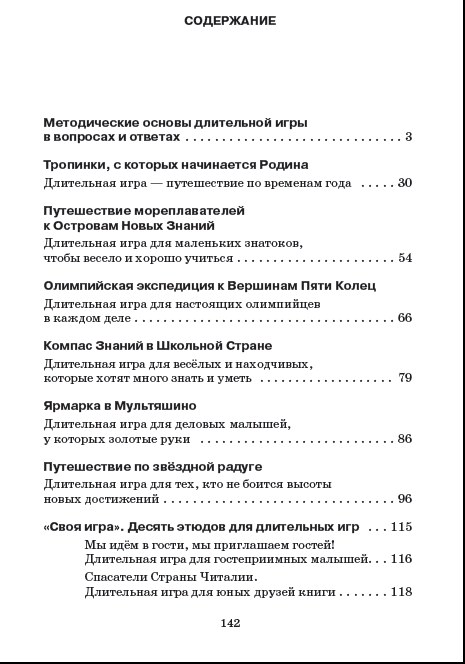 СОДЕРЖАНИЕ
Методические основы длительной игры
в вопросах и ответах . . . . . . . . . . . . . . . . . . . . . . . . . . . . . 3
Тропинки, с которых начинается Родина
Длительная игра — путешествие по временам года . . . . . 30
Путешествие мореплавателей
к Островам Новых Знаний
Длительная игра для маленьких знатоков,
чтобы весело и хорошо учиться . . . . . . . . . . . . . . . . . . . . . 54
Олимпийская экспедиция к Вершинам Пяти Колец
Длительная игра для настоящих олимпийцев
в каждом деле . . . . . . . . . . . . . . . . . . . . . . . . . . . . . . . . . . . 66
Компас Знаний в Школьной Стране
Длительная игра для весёлых и находчивых,
которые хотят много знать и уметь . . . . . . . . . . . . . . . . . . 79
Ярмарка в Мультяшино
Длительная игра для деловых малышей,
у которых золотые руки . . . . . . . . . . . . . . . . . . . . . . . . . . 86
Путешествие по звёздной радуге
Длительная игра для тех, кто не боится высоты
новых достижений . . . . . . . . . . . . . . . . . . . . . . . . . . . . . . . 96
«Своя игра». Десять этюдов для длительных игр . . . 115
Мы идём в гости, мы приглашаем гостей!
Длительная игра для гостеприимных малышей. . . 116
Спасатели Страны Читалии.
Длительная игра для юных друзей книги . . . . . . . 118
142